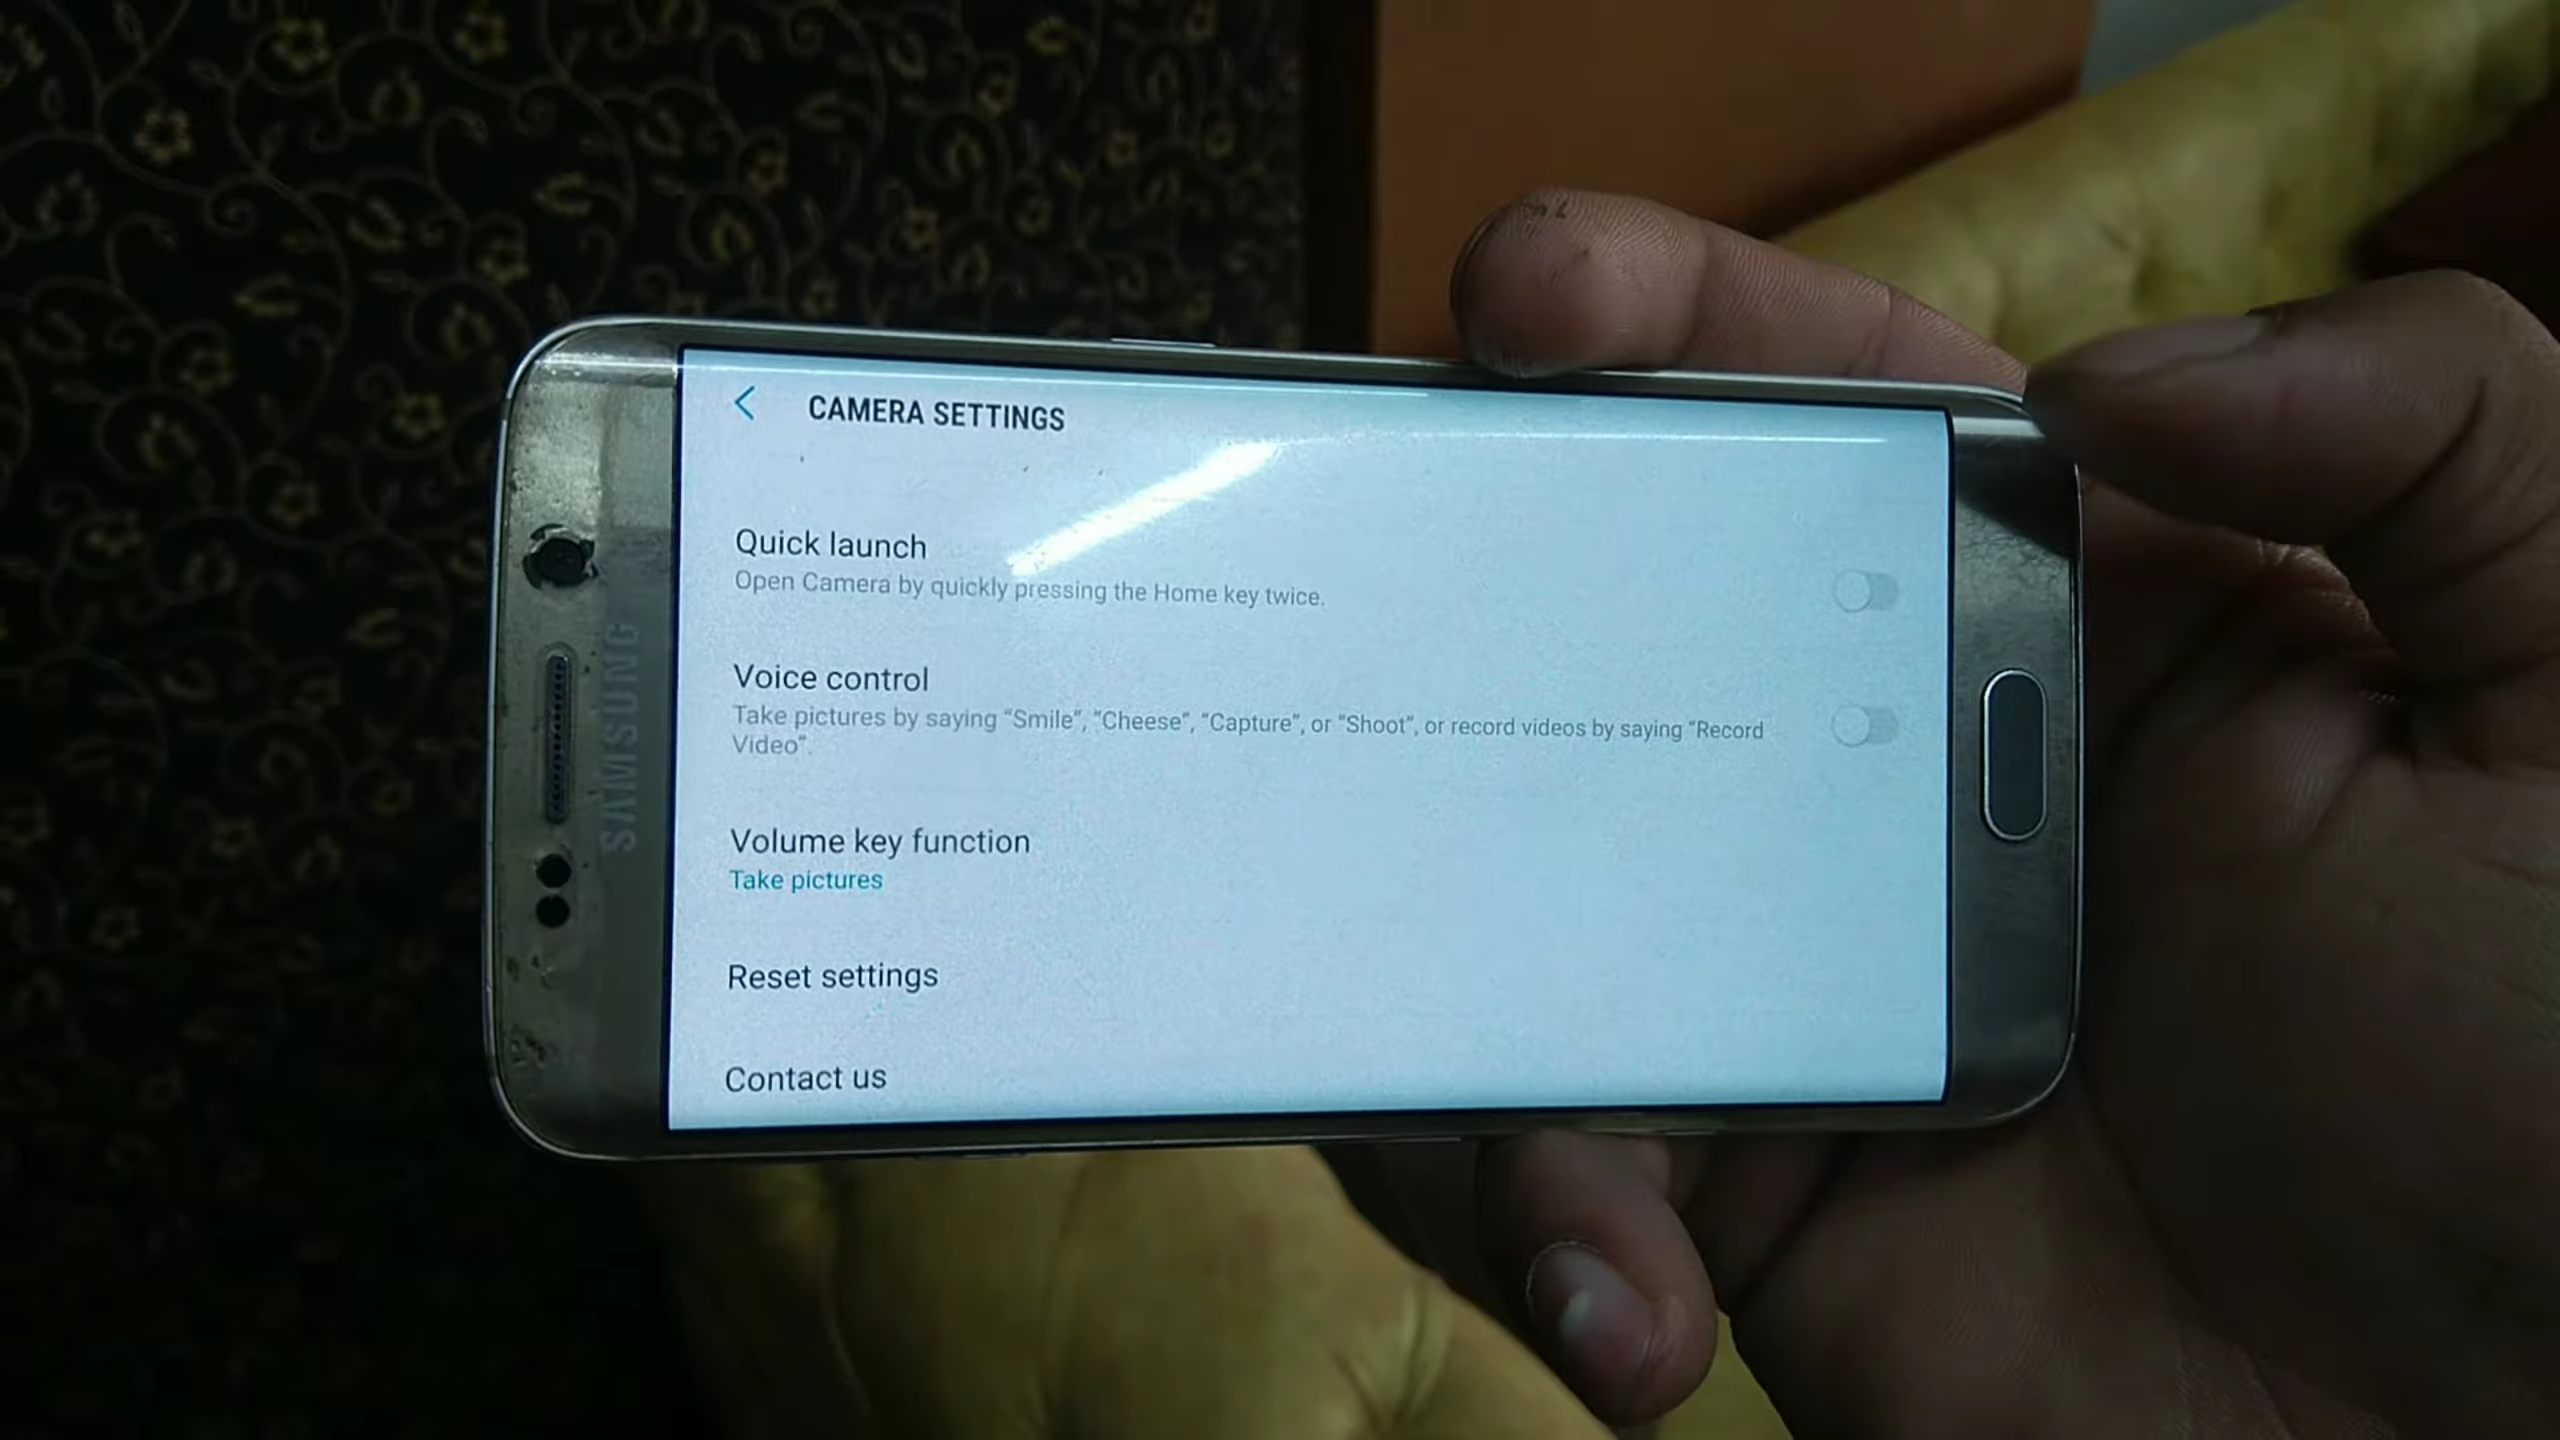 CAMERA SETTINGS
Quick launch
Open Camera by quickly pressing the Home key twice.
Voice control
Take pictures by saying “Smile”, “Cheese”, “Capture”, or “Shoot”, or record videos by saying “Record
Video”.
Volume key function
Take pictures
Reset settings
Contact us
SAMSUNG